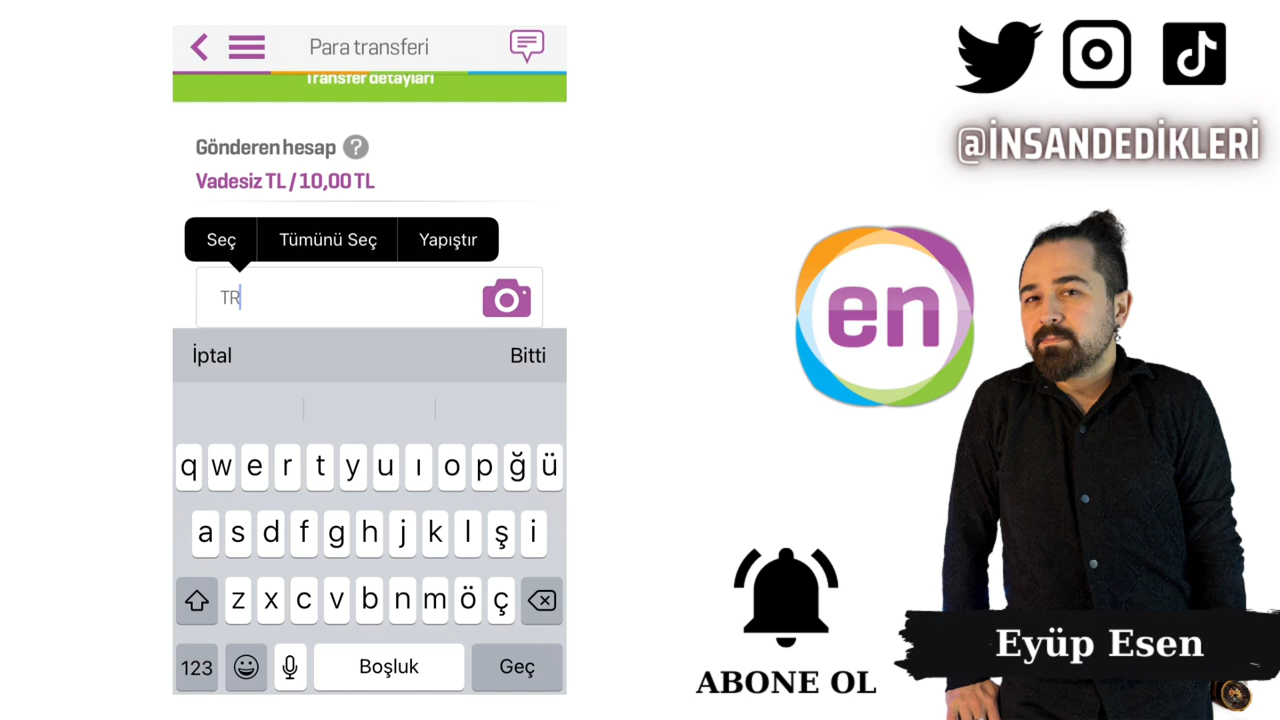 Para transferi
Transfer detayları
Gönderen hesap ?
Vadesiz TL / 10,00 TL
Seç Tümünü Seç Yapıştır
TR
İptal Bitti
q w e r t y u ı o p ğ ü
a s d f g h j k l ş i
z x c v b n m ö ç
123 Boşluk Geç
@İNSANDEDİKLERİ
en
ABONE OL
Eyüp Esen